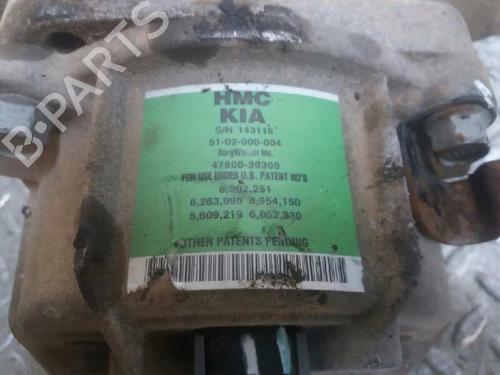 HMC
KIA
S/N 143118
51-02-000-004
BorgWarner Inc.
47800-39300
FOR USE UNDER U.S. PATENT NO'S
6,202,251
6,263,995 5,954,150
5,609,219 6,062,330
OTHER PATENTS PENDING
B-PARTS